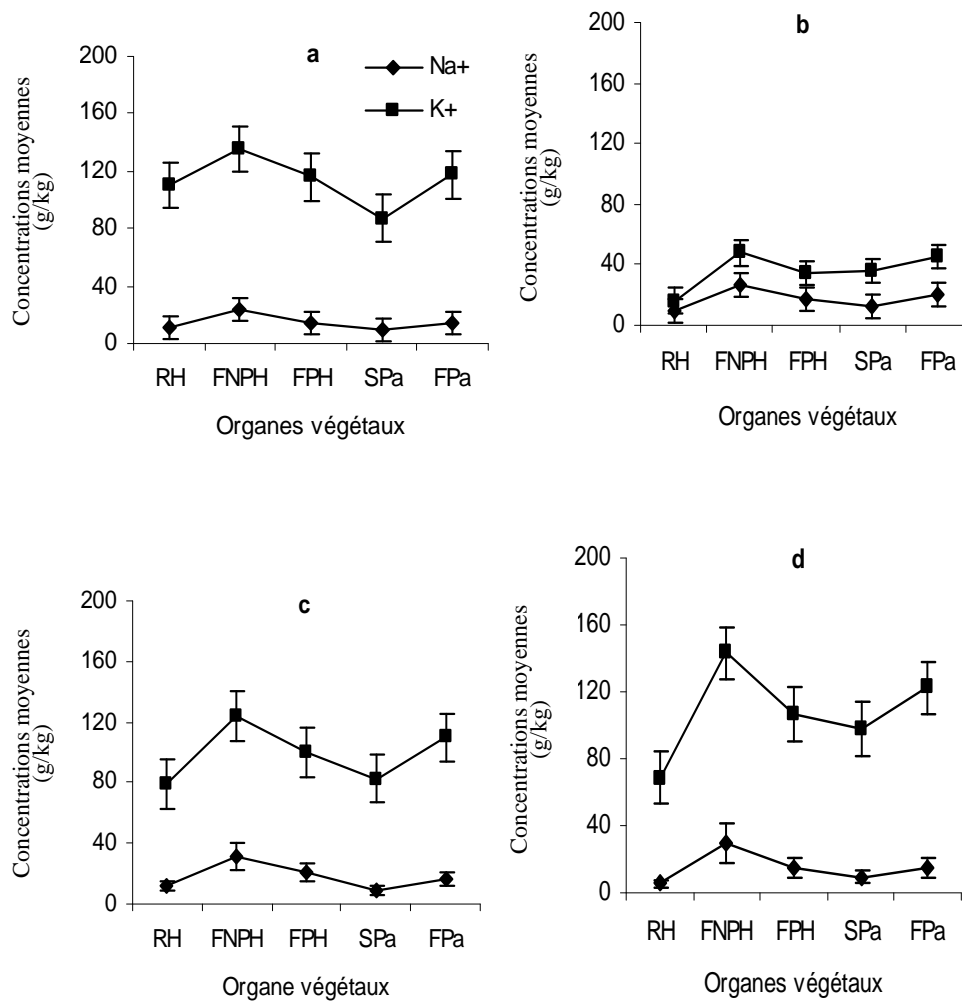 a
Na+
K+
Concentrations moyennes
(g/kg)
200
160
120
80
40
0
RH FNPH FPH SPa FPa
Organes végétaux
b
Concentrations moyennes
(g/kg)
200
160
120
80
40
0
RH FNPH FPH SPa FPa
Organes végétaux
c
Concentrations moyennes
(g/kg)
200
160
120
80
40
0
RH FNPH FPH SPa FPa
Organe végétaux
d
Concentrations moyennes
(g/kg)
200
160
120
80
40
0
RH FNPH FPH SPa FPa
Organes végétaux